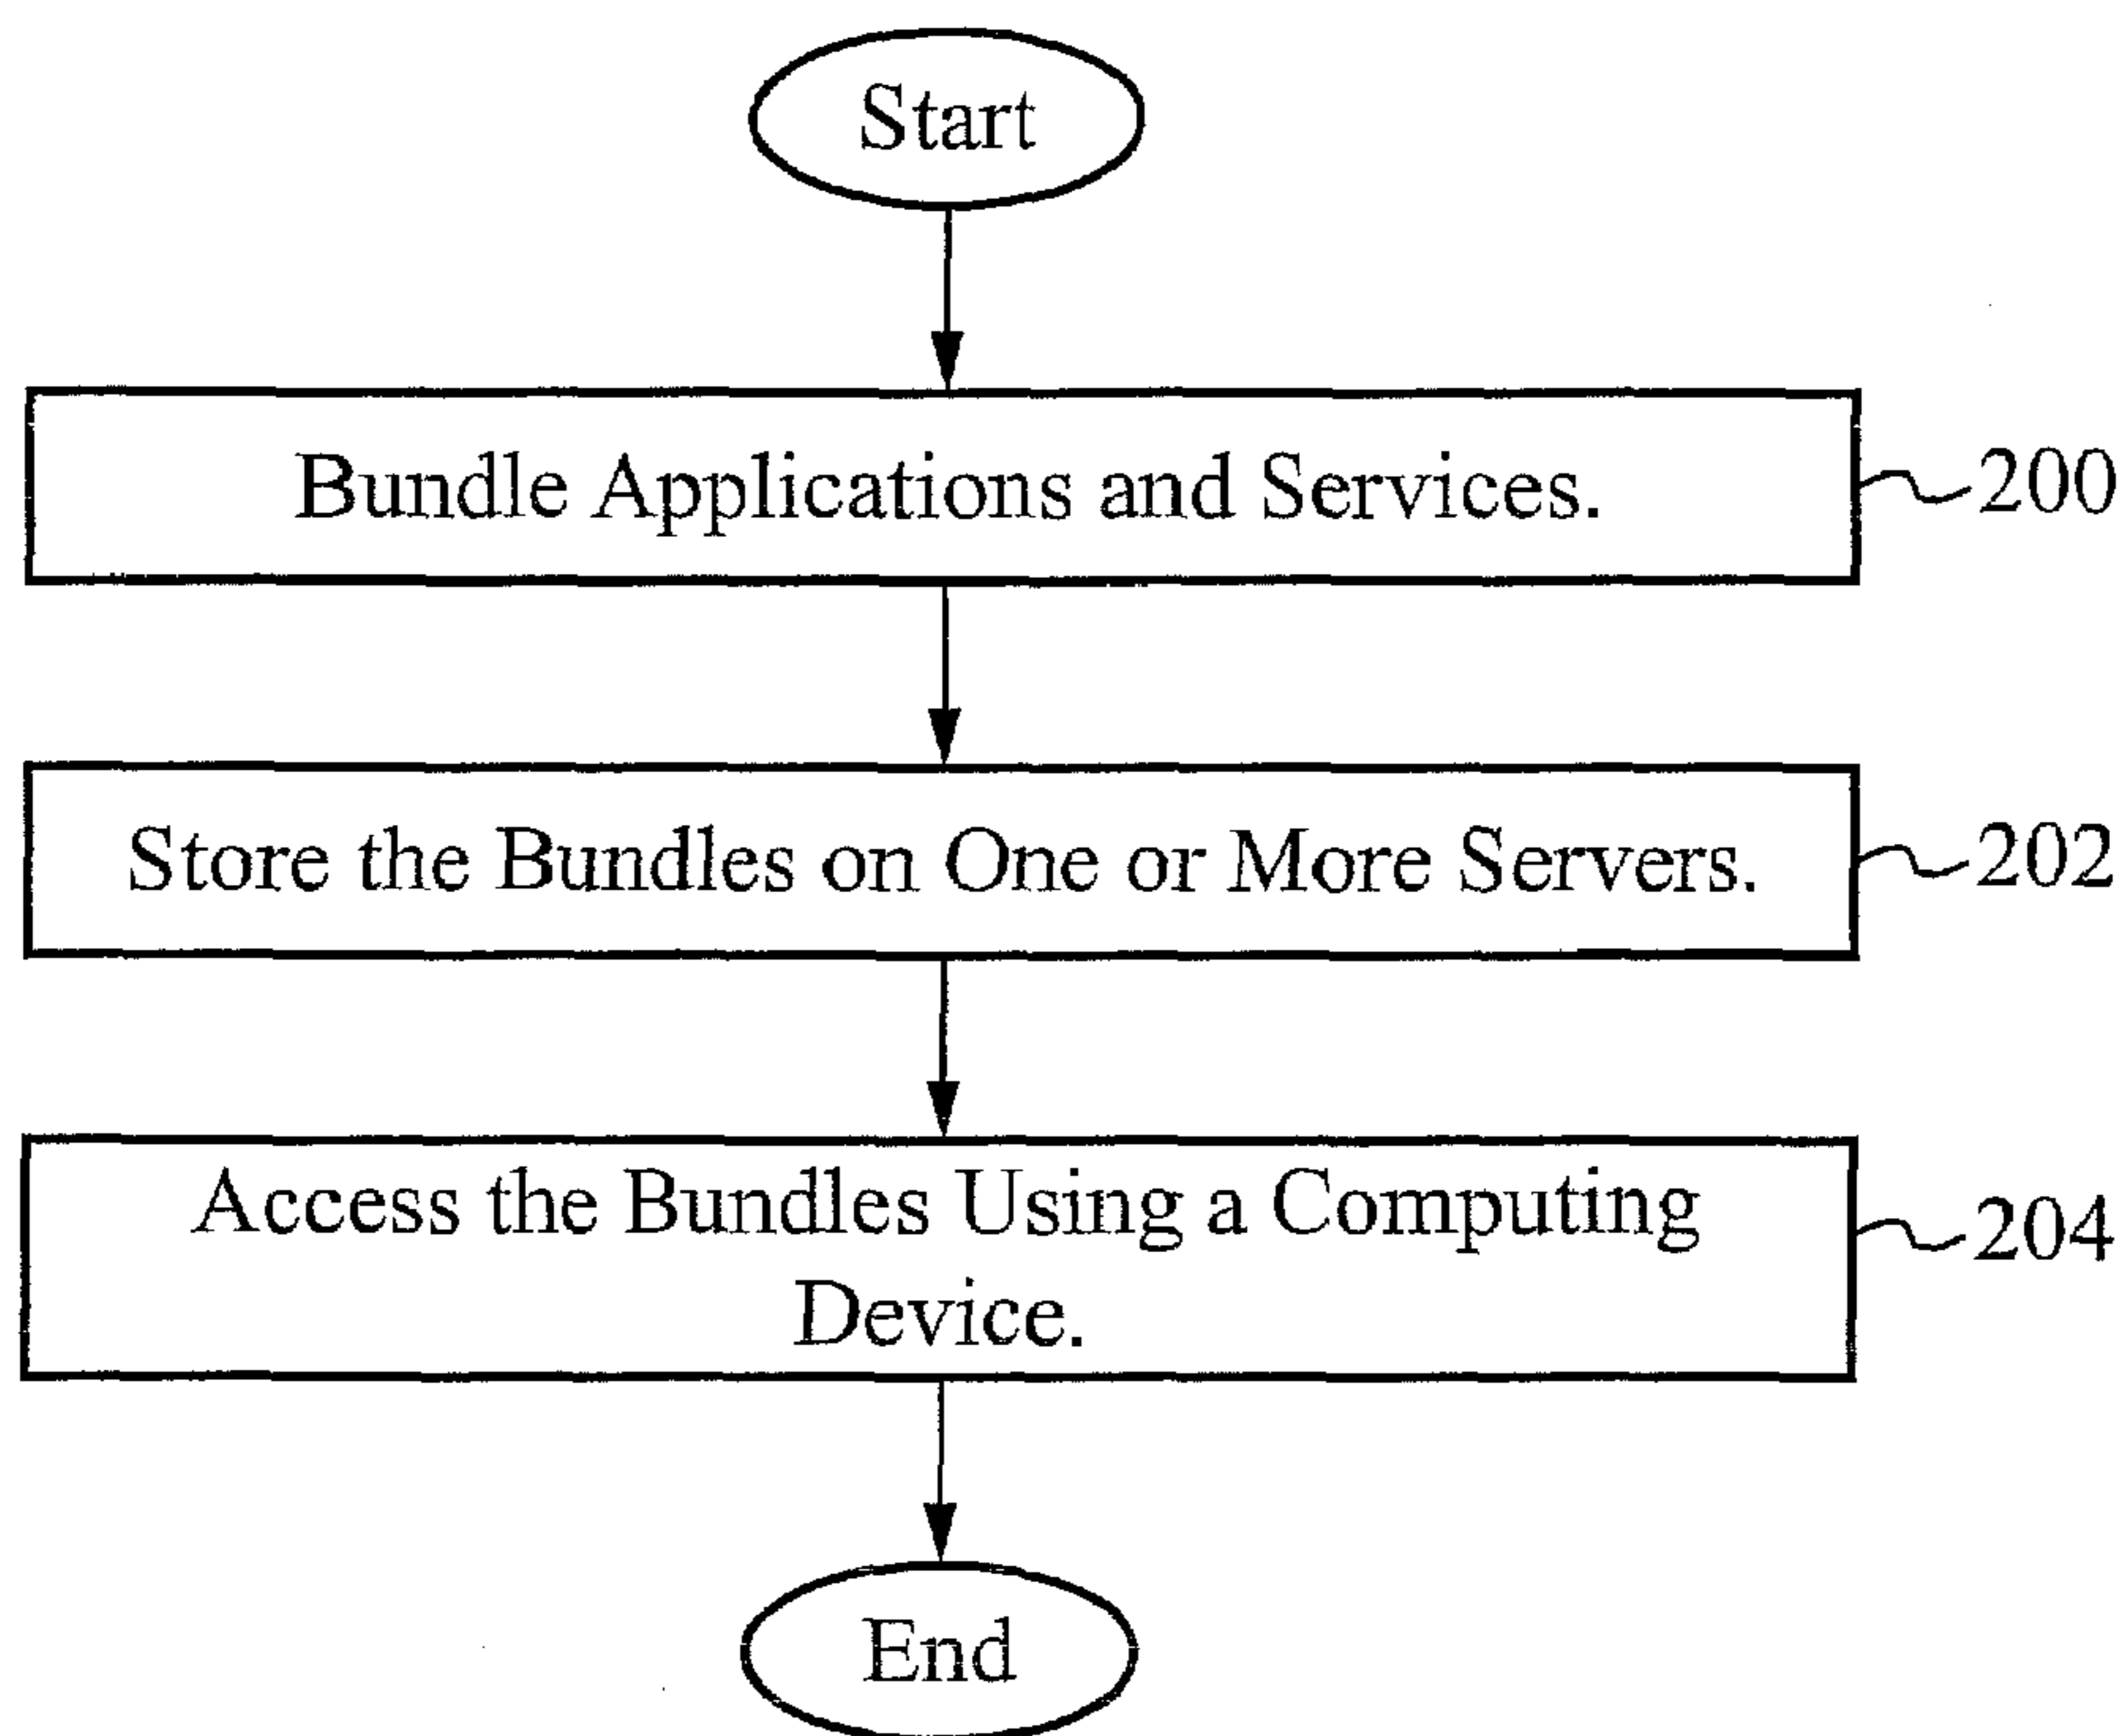 Start
Bundle Applications and Services.
200
Store the Bundles on One or More Servers.
202
Access the Bundles Using a Computing
Device.
204
End